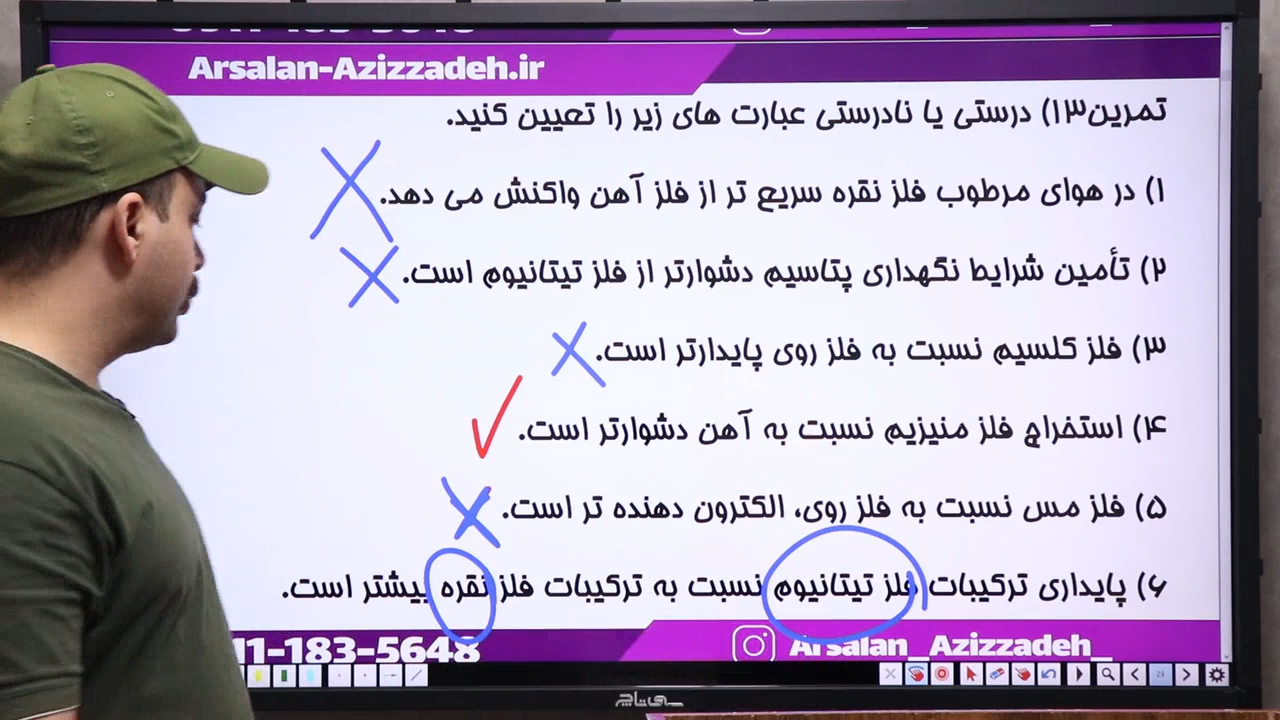 Arsalan-Azizzadeh.ir
تمرین۱۳) درستی یا نادرستی عبارت های زیر را تعیین کنید.
۱) در هوای مرطوب فلز نقره سریع تر از فلز آهن واکنش می دهد.
۲) تأمین شرایط نگهداری پتاسیم دشوارتر از فلز تیتانیوم است.
۳) فلز کلسیم نسبت به فلز روی پایدارتر است.
۴) استخراج فلز منیزیم نسبت به آهن دشوارتر است.
۵) فلز مس نسبت به فلز روی، الکترون دهنده تر است.
۶) پایداری ترکیبات فلز تیتانیوم نسبت به ترکیبات فلز نقره بیشتر است.
11-183-5648 Arsalan_Azizzadeh_
23